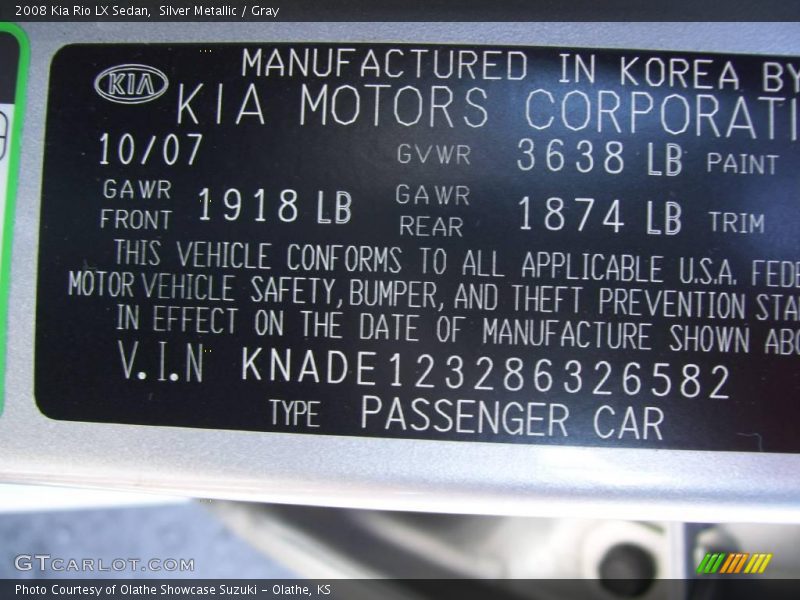 2008 Kia Rio LX Sedan,  Silver Metallic / Gray
KIA
MANUFACTURED IN KOREA BY
KIA MOTORS CORPORATI
10/07 GVWR 3638 LB PAINT
GAWR FRONT 1918 LB GAWR REAR 1874 LB TRIM
THIS VEHICLE CONFORMS TO ALL APPLICABLE U.S.A. FEDE
MOTOR VEHICLE SAFETY, BUMPER, AND THEFT PREVENTION STA
IN EFFECT ON THE DATE OF MANUFACTURE SHOWN ABO
V.I.N KNADE123286326582
TYPE PASSENGER CAR
GTCarLot.com
Photo Courtesy of Olathe Showcase Suzuki - Olathe, KS